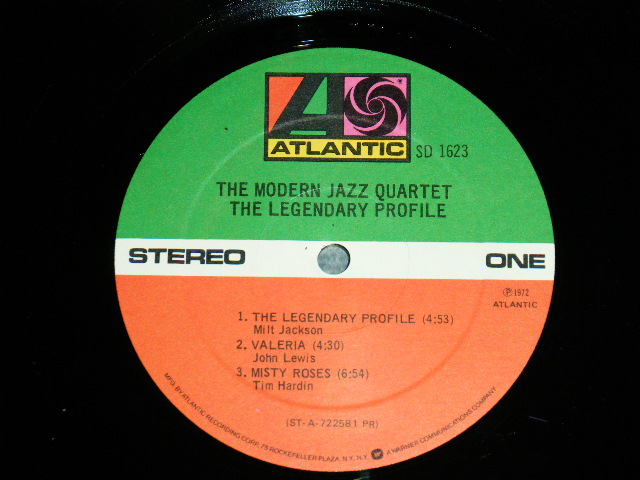 ATLANTIC
SD 1623
THE MODERN JAZZ QUARTET
THE LEGENDARY PROFILE
STEREO
ONE
Ⓟ1972
ATLANTIC
1. THE LEGENDARY PROFILE (4:53)
Milt Jackson
2. VALERIA (4:30)
John Lewis
3. MISTY ROSES (6:54)
Tim Hardin
(ST-A-722581 PR)
MFG. BY ATLANTIC RECORDING CORP., 75 ROCKEFELLER PLAZA, N.Y., N.Y. A WARNER COMMUNICATIONS COMPANY